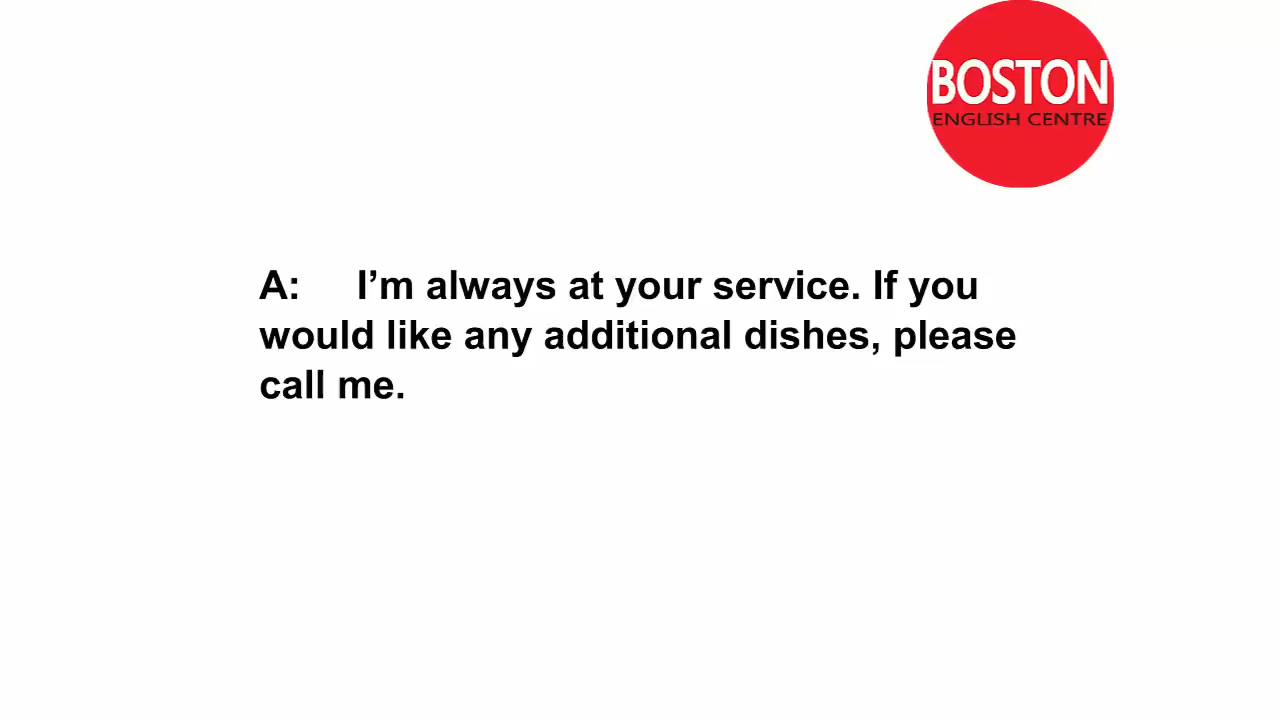 BOSTON
ENGLISH CENTRE
A: I’m always at your service. If you
would like any additional dishes, please
call me.